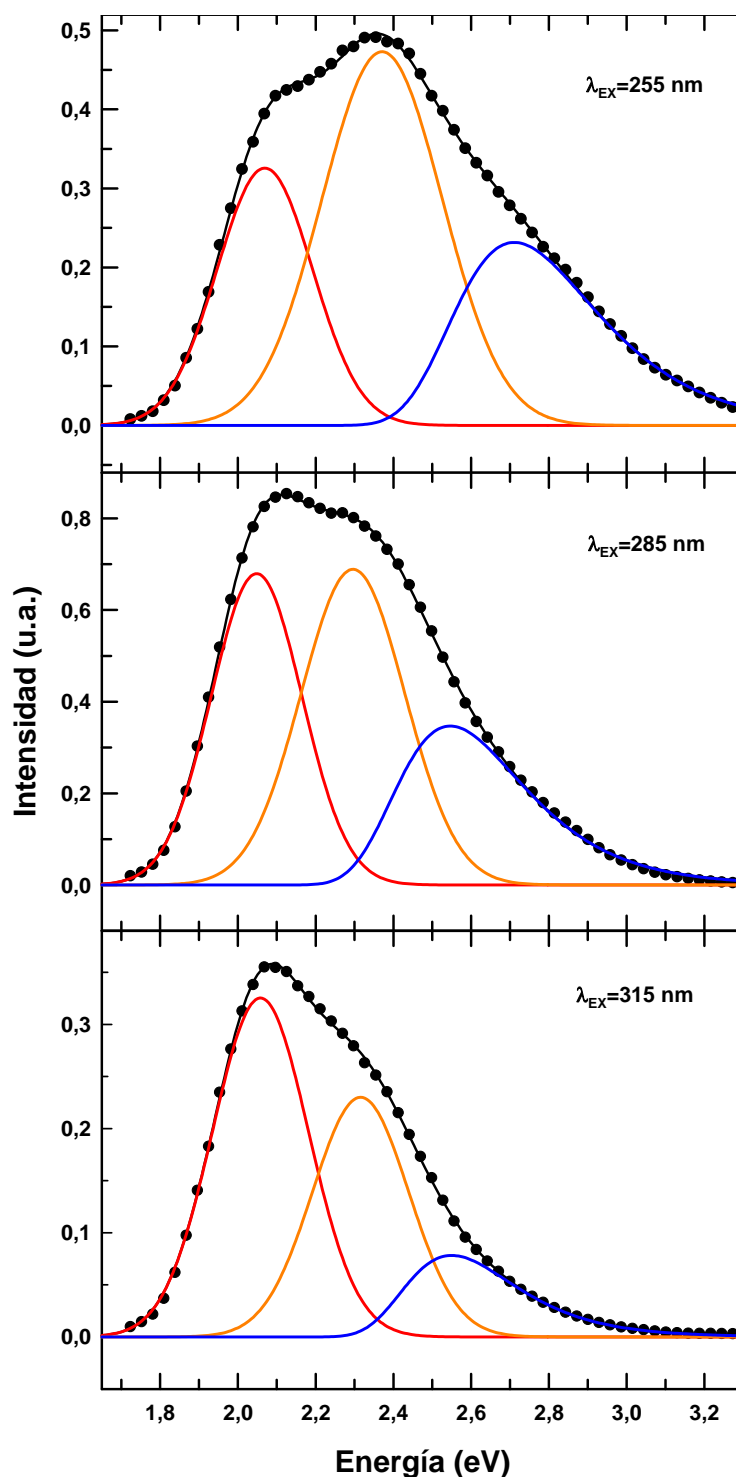 0,5
λEX=255 nm
0,4
0,3
0,2
0,1
0,0
0,8
λEX=285 nm
0,6
0,4
0,2
0,0
Intensidad (u.a.)
λEX=315 nm
0,3
0,2
0,1
0,0
1,8 2,0 2,2 2,4 2,6 2,8 3,0 3,2
Energía (eV)